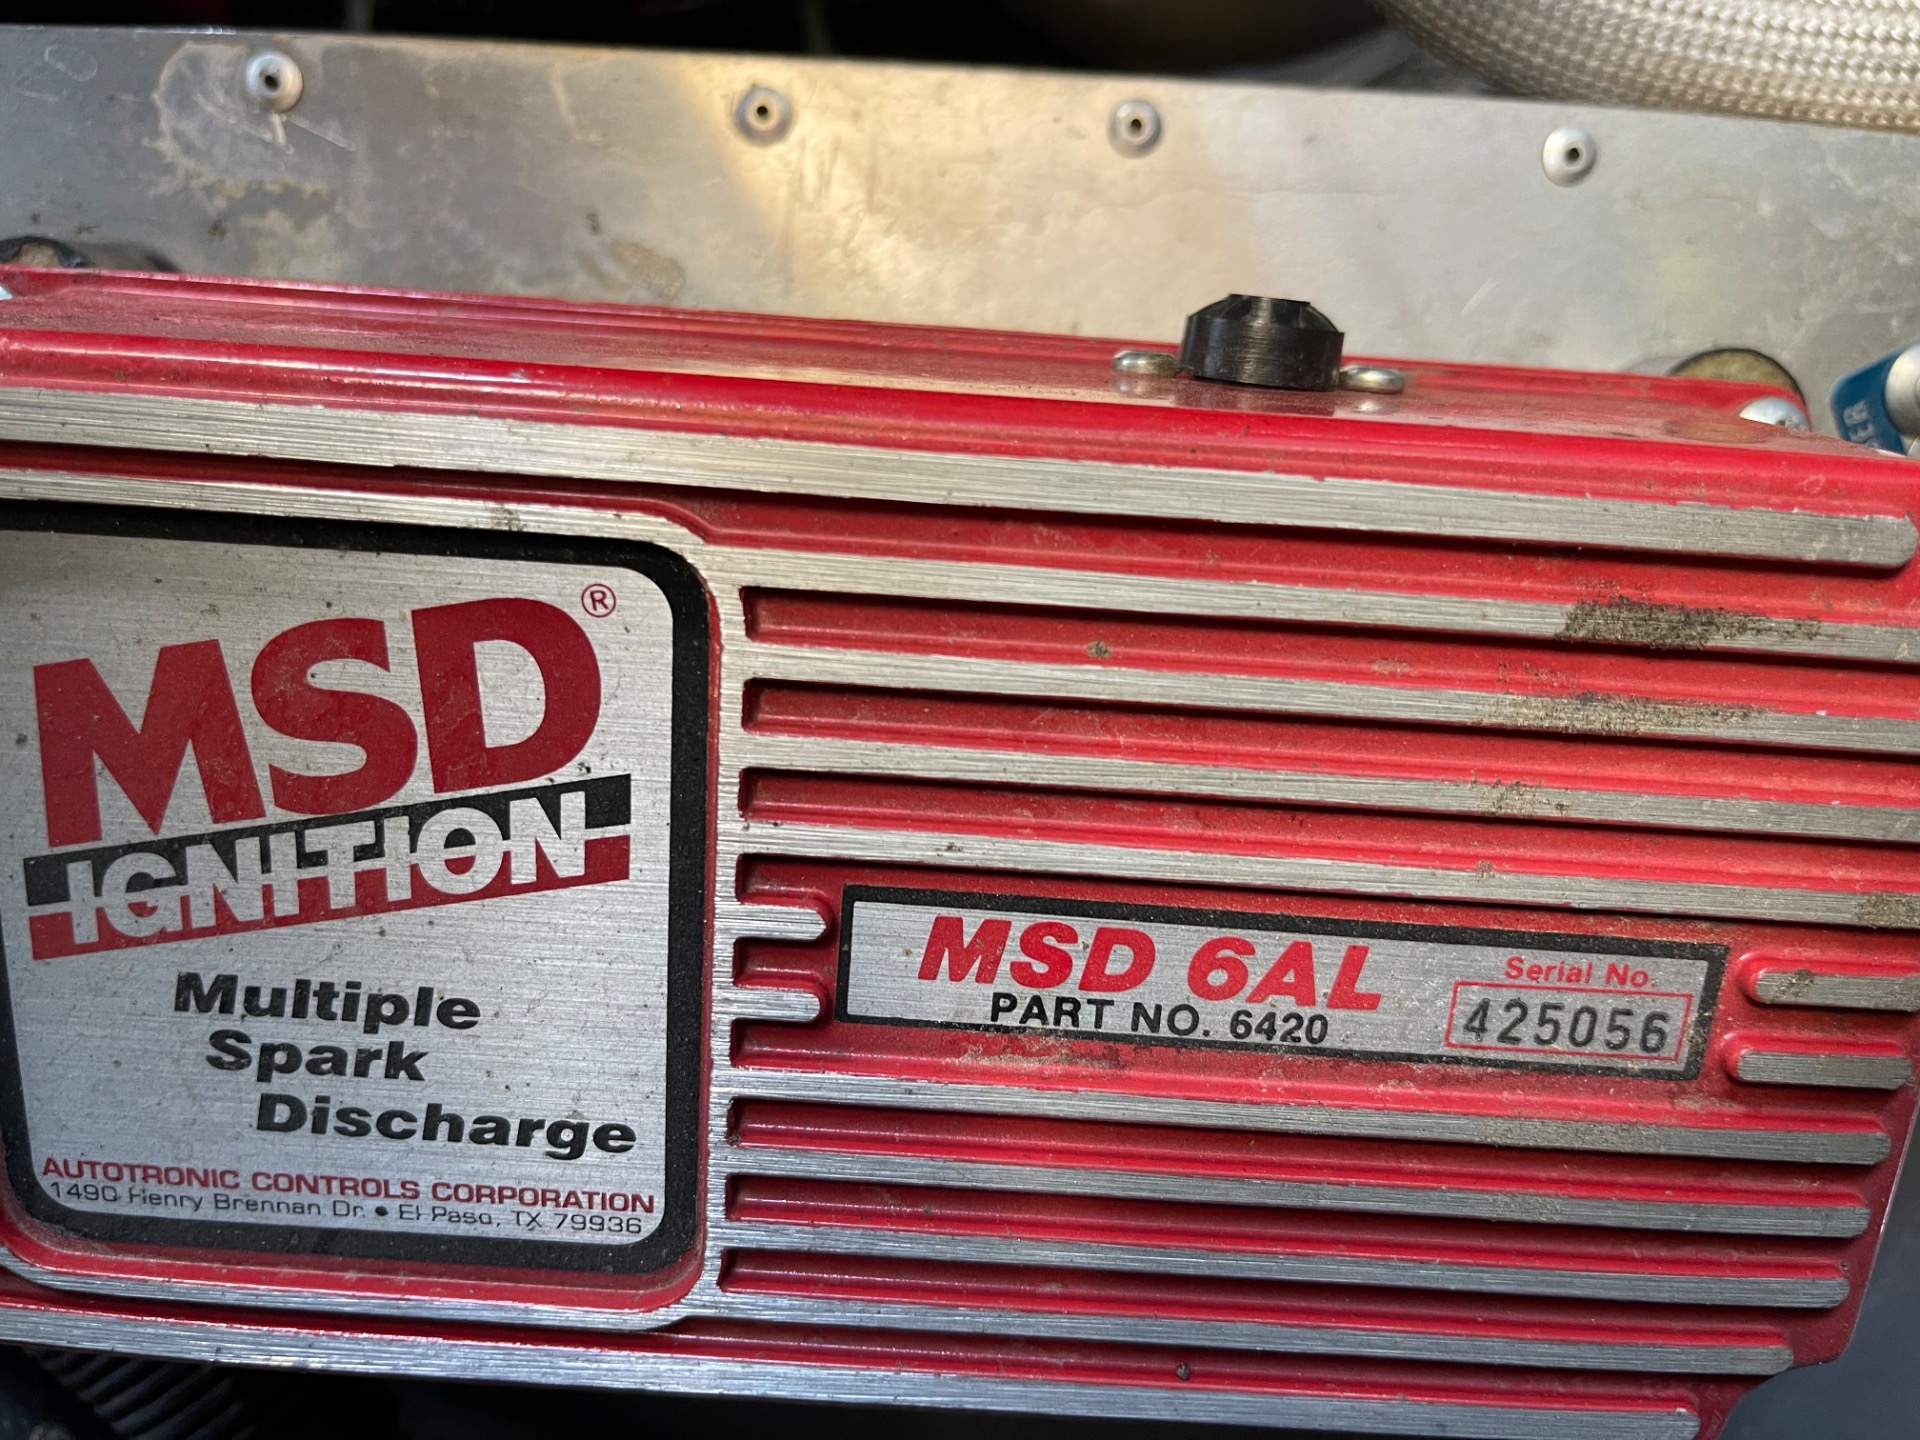 MSD®
IGNITION
Multiple
Spark
Discharge
AUTOTRONIC CONTROLS CORPORATION
1490 Henry Brennan Dr. • El Paso, TX 79936
MSD 6AL
PART NO. 6420
Serial No.
425056